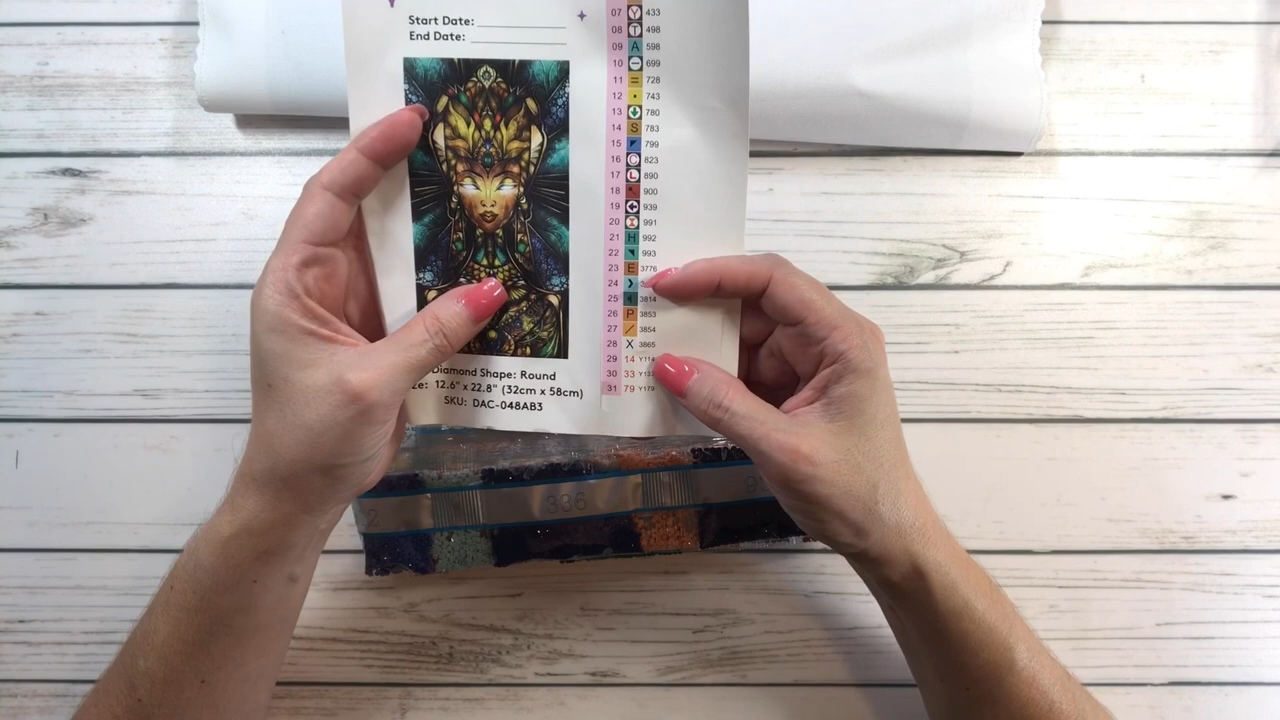 Start Date:
End Date:
Diamond Shape: Round
12.6" x 22.8" (32cm x 58cm)
SKU: DAC-048AB3
07 Y 433
08 T 498
09 A 598
10 699
11 = 728
12 743
13 780
14 S 783
15 799
16 C 823
17 L 890
18 900
19 939
20 991
21 H 992
22 993
23 E 3776
24
25 3814
26 P 3853
27 / 3854
28 X 3865
29 14 Y114
30 33
31 79 Y179
336